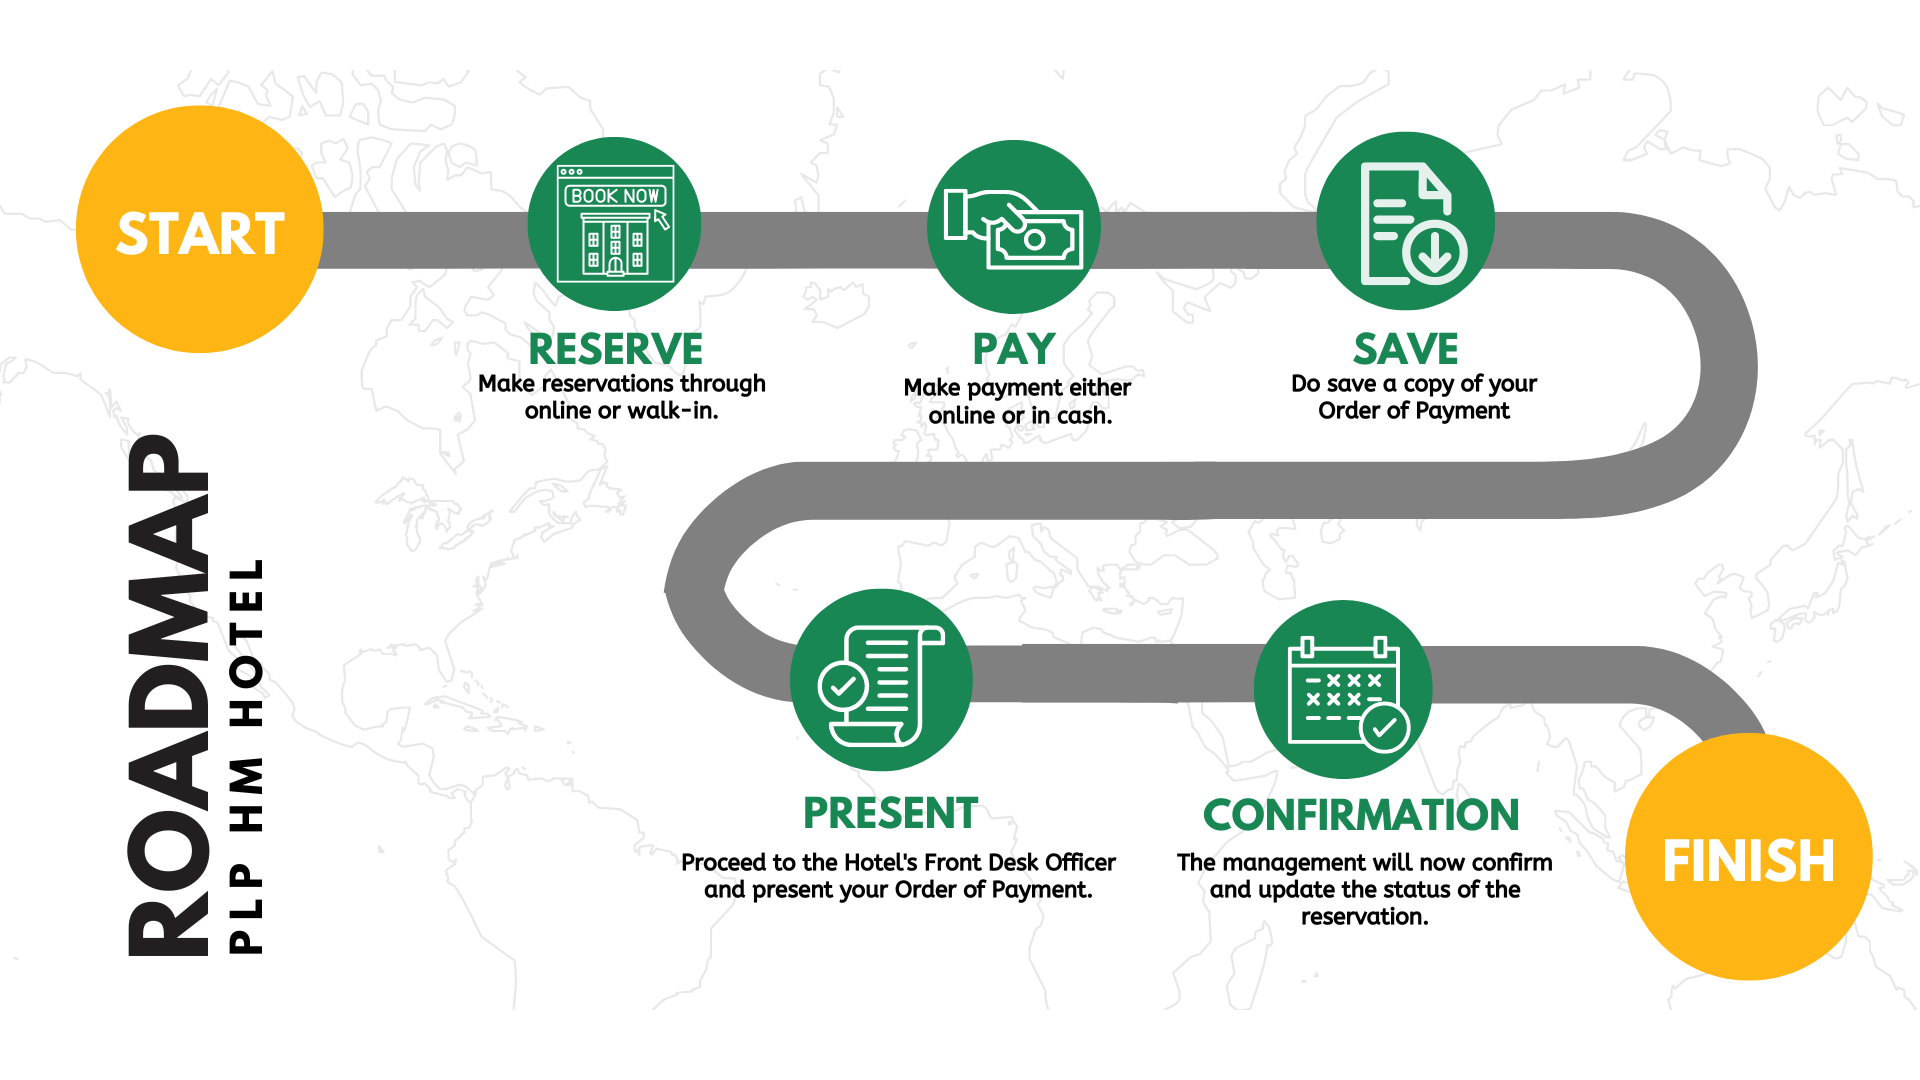 START
BOOK NOW
RESERVE
Make reservations through
online or walk-in.
PAY
Make payment either
online or in cash.
SAVE
Do save a copy of your
Order of Payment
ROADMAP
PLP HM HOTEL
PRESENT
Proceed to the Hotel's Front Desk Officer
and present your Order of Payment.
CONFIRMATION
The management will now confirm
and update the status of the
reservation.
FINISH